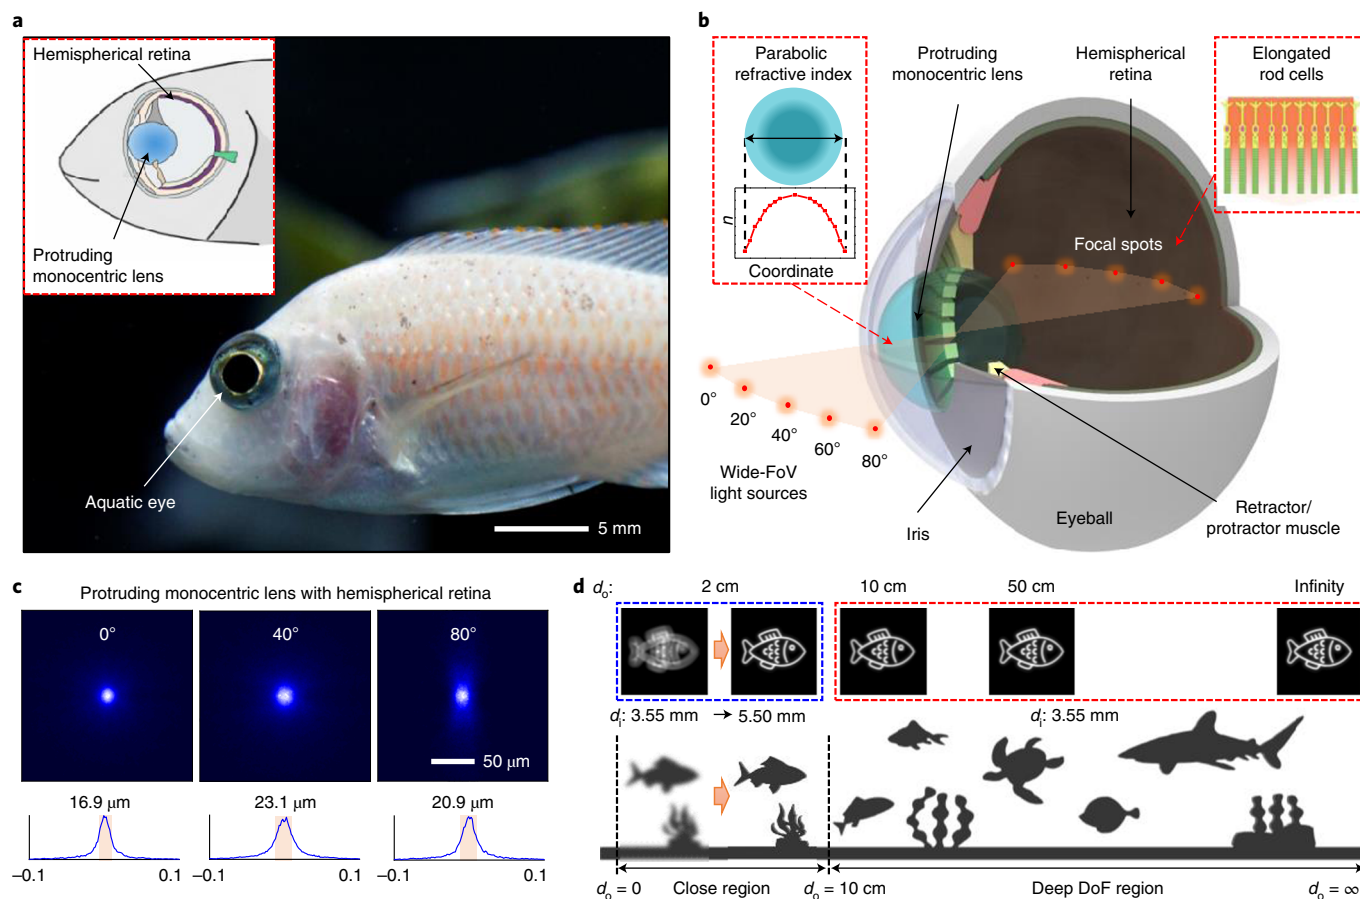 a
Hemispherical retina
Protruding
monocentric lens
Aquatic eye
5 mm
b
Parabolic
refractive index
n
Coordinate
Protruding
monocentric lens
Hemispherical
retina
Elongated
rod cells
Focal spots
0°
20°
40°
60°
80°
Wide-FoV
light sources
Iris
Eyeball
Retractor/
protractor muscle
c
Protruding monocentric lens with hemispherical retina
0°
40°
80°
50 μm
16.9 μm
23.1 μm
20.9 μm
–0.1
0.1
–0.1
0.1
–0.1
0.1
d
do:
2 cm
10 cm
50 cm
Infinity
di: 3.55 mm → 5.50 mm
di: 3.55 mm
do = 0
Close region
do = 10 cm
Deep DoF region
do = ∞